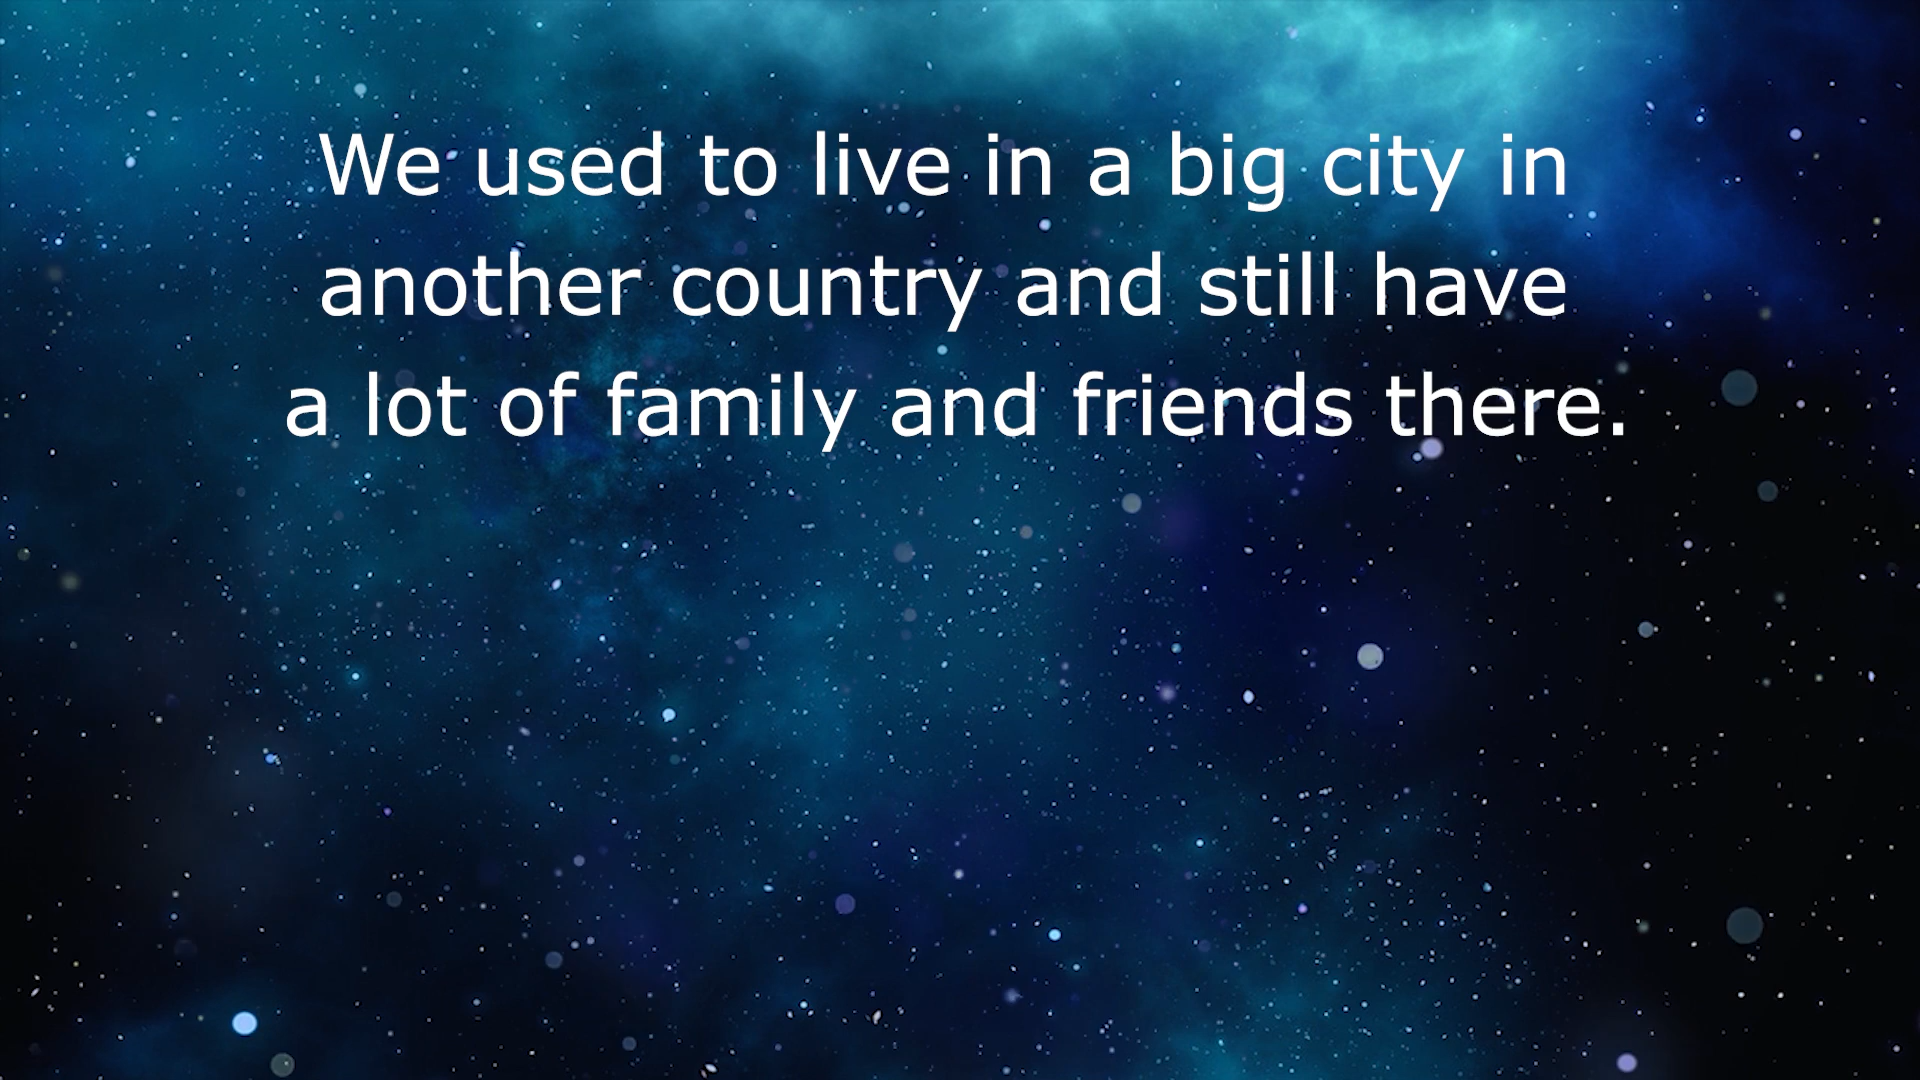 We used to live in a big city in
another country and still have
a lot of family and friends there.